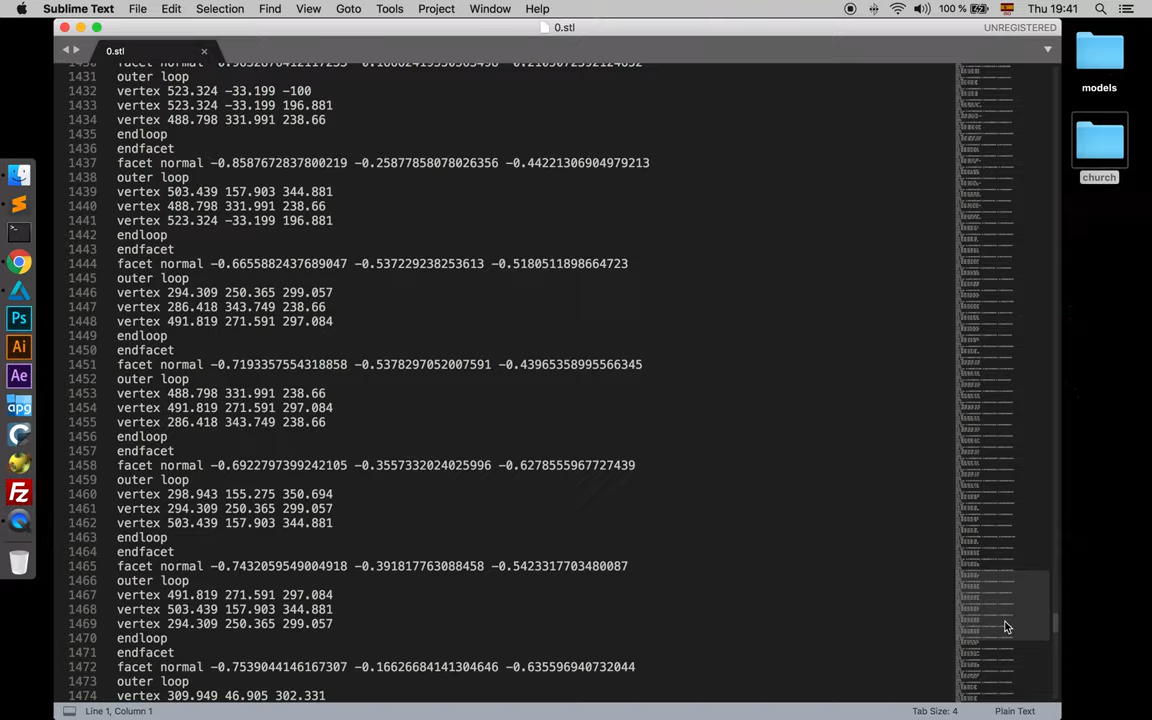 Sublime Text File Edit Selection Find View Goto Tools Project Window Help 100 % Thu 19:41
0.stl
UNREGISTERED
0.stl
1431 outer loop
1432 vertex 523.324 -33.199 -100
1433 vertex 523.324 -33.199 196.881
1434 vertex 488.798 331.991 238.66
1435 endloop
1436 endfacet
1437 facet normal -0.8587672837800219 -0.25877858078026356 -0.44221306904979213
1438 outer loop
1439 vertex 503.439 157.903 344.881
1440 vertex 488.798 331.991 238.66
1441 vertex 523.324 -33.199 196.881
1442 endloop
1443 endfacet
1444 facet normal -0.6655362437689047 -0.537229238263613 -0.5180511898664723
1445 outer loop
1446 vertex 294.309 250.365 299.057
1447 vertex 286.418 343.749 238.66
1448 vertex 491.819 271.591 297.084
1449 endloop
1450 endfacet
1451 facet normal -0.7193397554318858 -0.5378297052007591 -0.43965358995566345
1452 outer loop
1453 vertex 488.798 331.991 238.66
1454 vertex 491.819 271.591 297.084
1455 vertex 286.418 343.749 238.66
1456 endloop
1457 endfacet
1458 facet normal -0.6922797399242105 -0.3557332024025996 -0.6278555967727439
1459 outer loop
1460 vertex 298.943 155.275 350.694
1461 vertex 294.309 250.365 299.057
1462 vertex 503.439 157.903 344.881
1463 endloop
1464 endfacet
1465 facet normal -0.7432059549004918 -0.391817763088458 -0.5423317703480087
1466 outer loop
1467 vertex 491.819 271.591 297.084
1468 vertex 503.439 157.903 344.881
1469 vertex 294.309 250.365 299.057
1470 endloop
1471 endfacet
1472 facet normal -0.7539044146167307 -0.16626684141304646 -0.635596940732044
1473 outer loop
1474 vertex 309.949 46.905 302.331
Line 1, Column 1
Tab Size: 4
Plain Text
models
church
Ps
Ai
Ae
apg
Fz